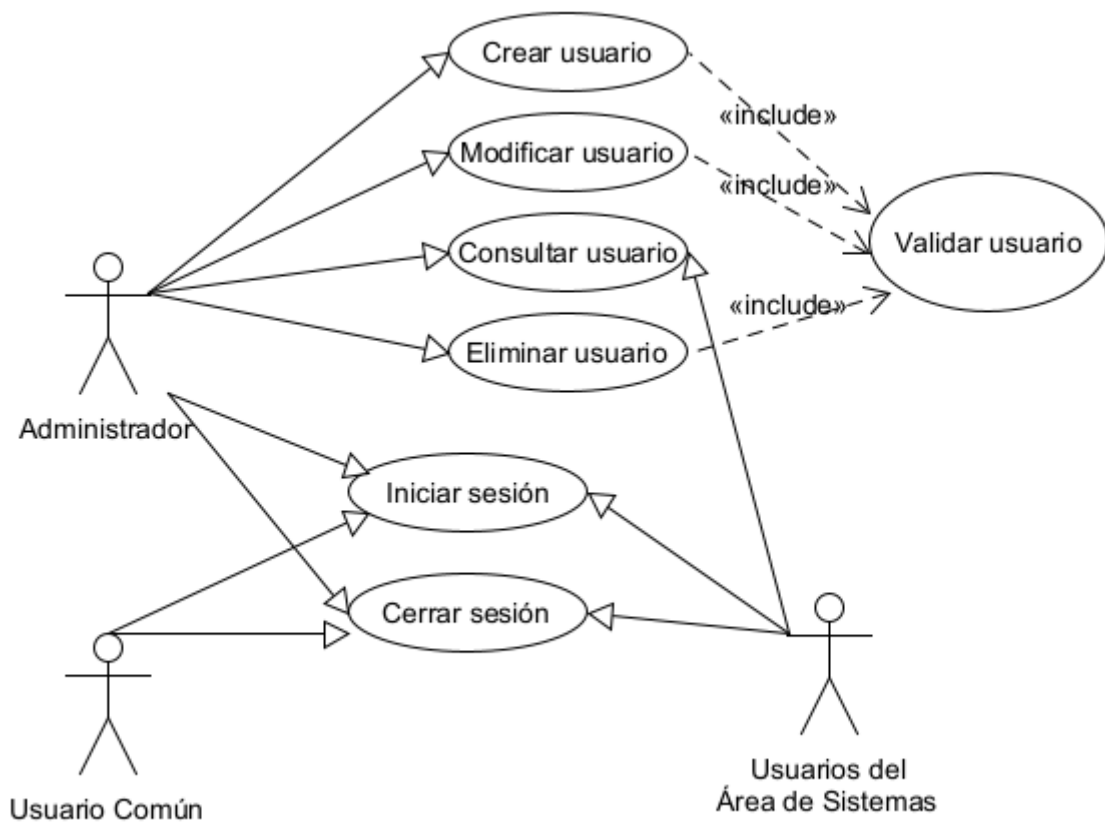 Crear usuario
«include»
Modificar usuario
«include»
Validar usuario
Consultar usuario
«include»
Eliminar usuario
Administrador
Iniciar sesión
Cerrar sesión
Usuarios del
Área de Sistemas
Usuario Común